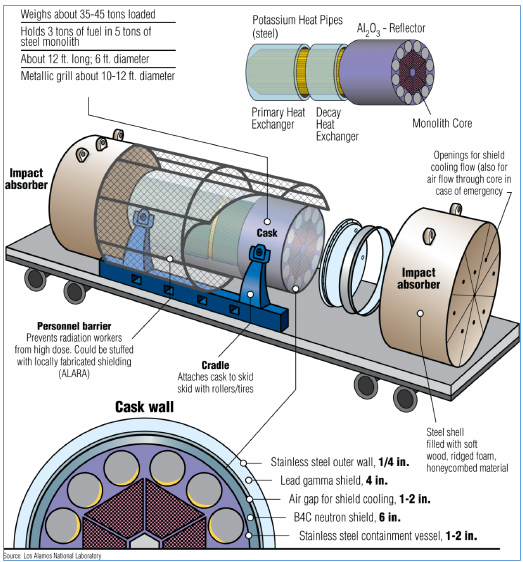 Weighs about 35-45 tons loaded
Holds 3 tons of fuel in 5 tons of
steel monolith
About 12 ft. long; 6 ft. diameter
Metallic grill about 10-12 ft. diameter
Potassium Heat Pipes
(steel)
Al2O3 - Reflector
Primary Heat
Exchanger
Decay
Heat
Exchanger
Monolith Core
Openings for shield
cooling flow (also for
air flow through core in
case of emergency
Impact
absorber
Cask
Impact
absorber
Personnel barrier
Prevents radiation workers
from high dose. Could be stuffed
with locally fabricated shielding
(ALARA)
Cradle
Attaches cask to skid
skid with rollers/tires
Steel shell
filled with soft
wood, ridged foam,
honeycombed material
Cask wall
Stainless steel outer wall, 1/4 in.
Lead gamma shield, 4 in.
Air gap for shield cooling, 1-2 in.
B4C neutron shield, 6 in.
Stainless steel containment vessel, 1-2 in.
Source: Los Alamos National Laboratory